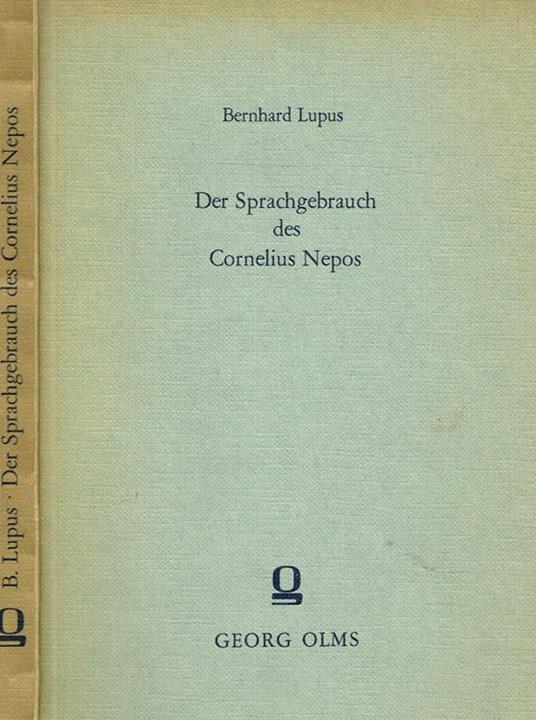 B. Lupus · Der Sprachgebrauch des Cornelius Nepos
Bernhard Lupus
Der Sprachgebrauch
des
Cornelius Nepos
GEORG OLMS